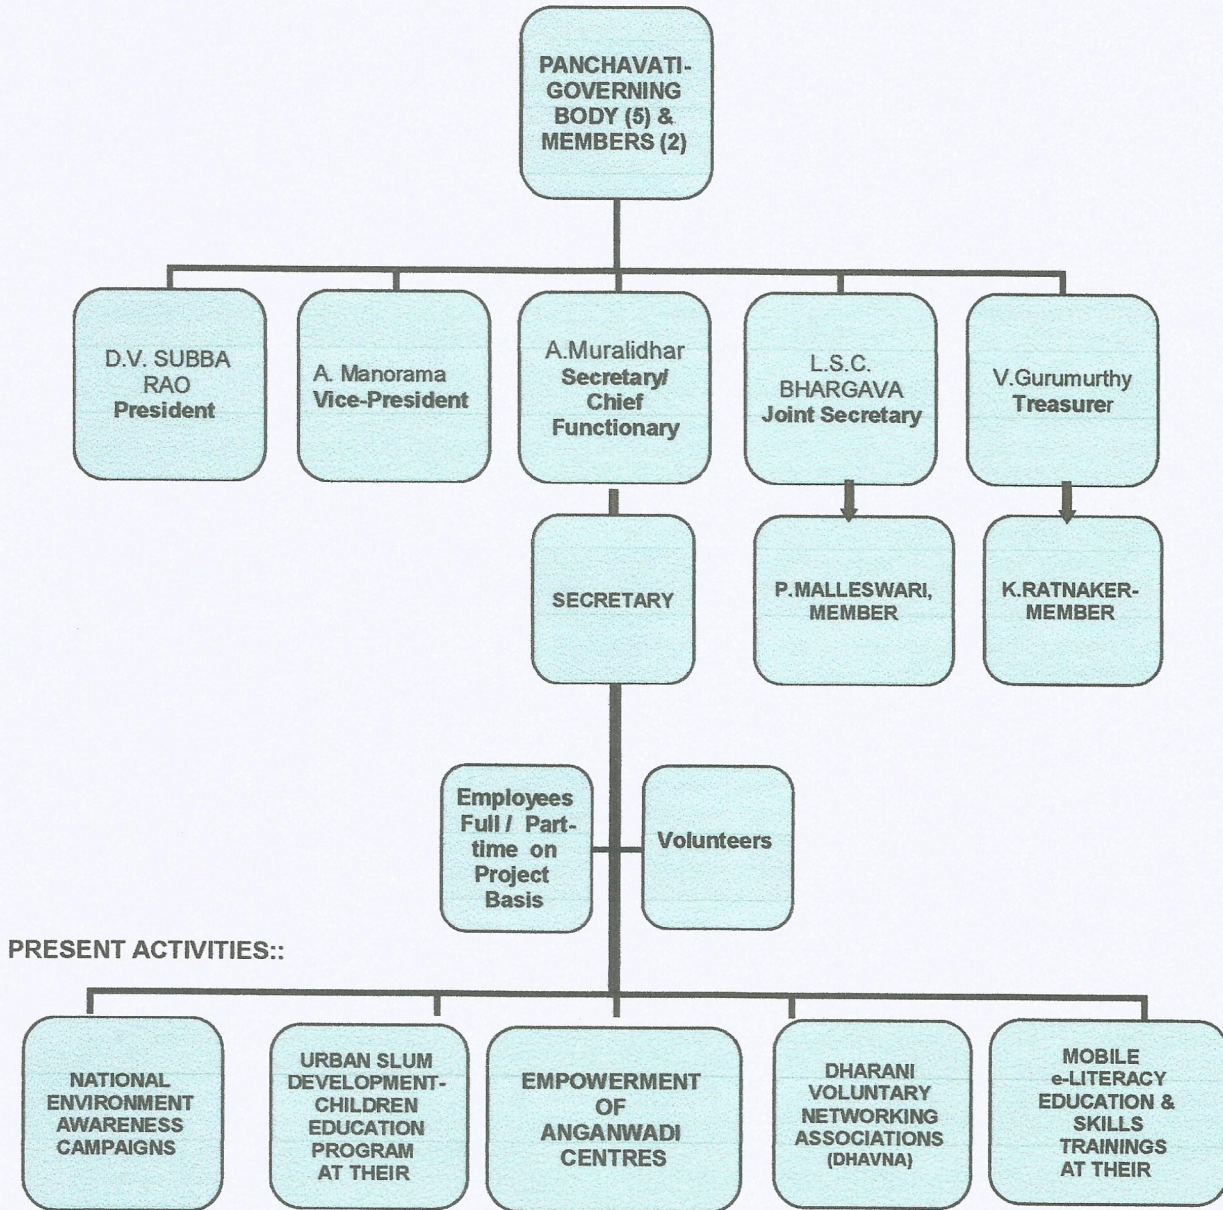 PANCHAVATI-
GOVERNING
BODY (5) &
MEMBERS (2)
D.V. SUBBA
RAO
President
A. Manorama
Vice-President
A.Muralidhar
Secretary/
Chief
Functionary
L.S.C.
BHARGAVA
Joint Secretary
V.Gurumurthy
Treasurer
SECRETARY
P.MALLESWARI,
MEMBER
K.RATNAKER-
MEMBER
Employees
Full / Part-
time on
Project
Basis
Volunteers
PRESENT ACTIVITIES::
NATIONAL
ENVIRONMENT
AWARENESS
CAMPAIGNS
URBAN SLUM
DEVELOPMENT-
CHILDREN
EDUCATION
PROGRAM
AT THEIR
EMPOWERMENT
OF
ANGANWADI
CENTRES
DHARANI
VOLUNTARY
NETWORKING
ASSOCIATIONS
(DHAVNA)
MOBILE
e-LITERACY
EDUCATION &
SKILLS
TRAININGS
AT THEIR